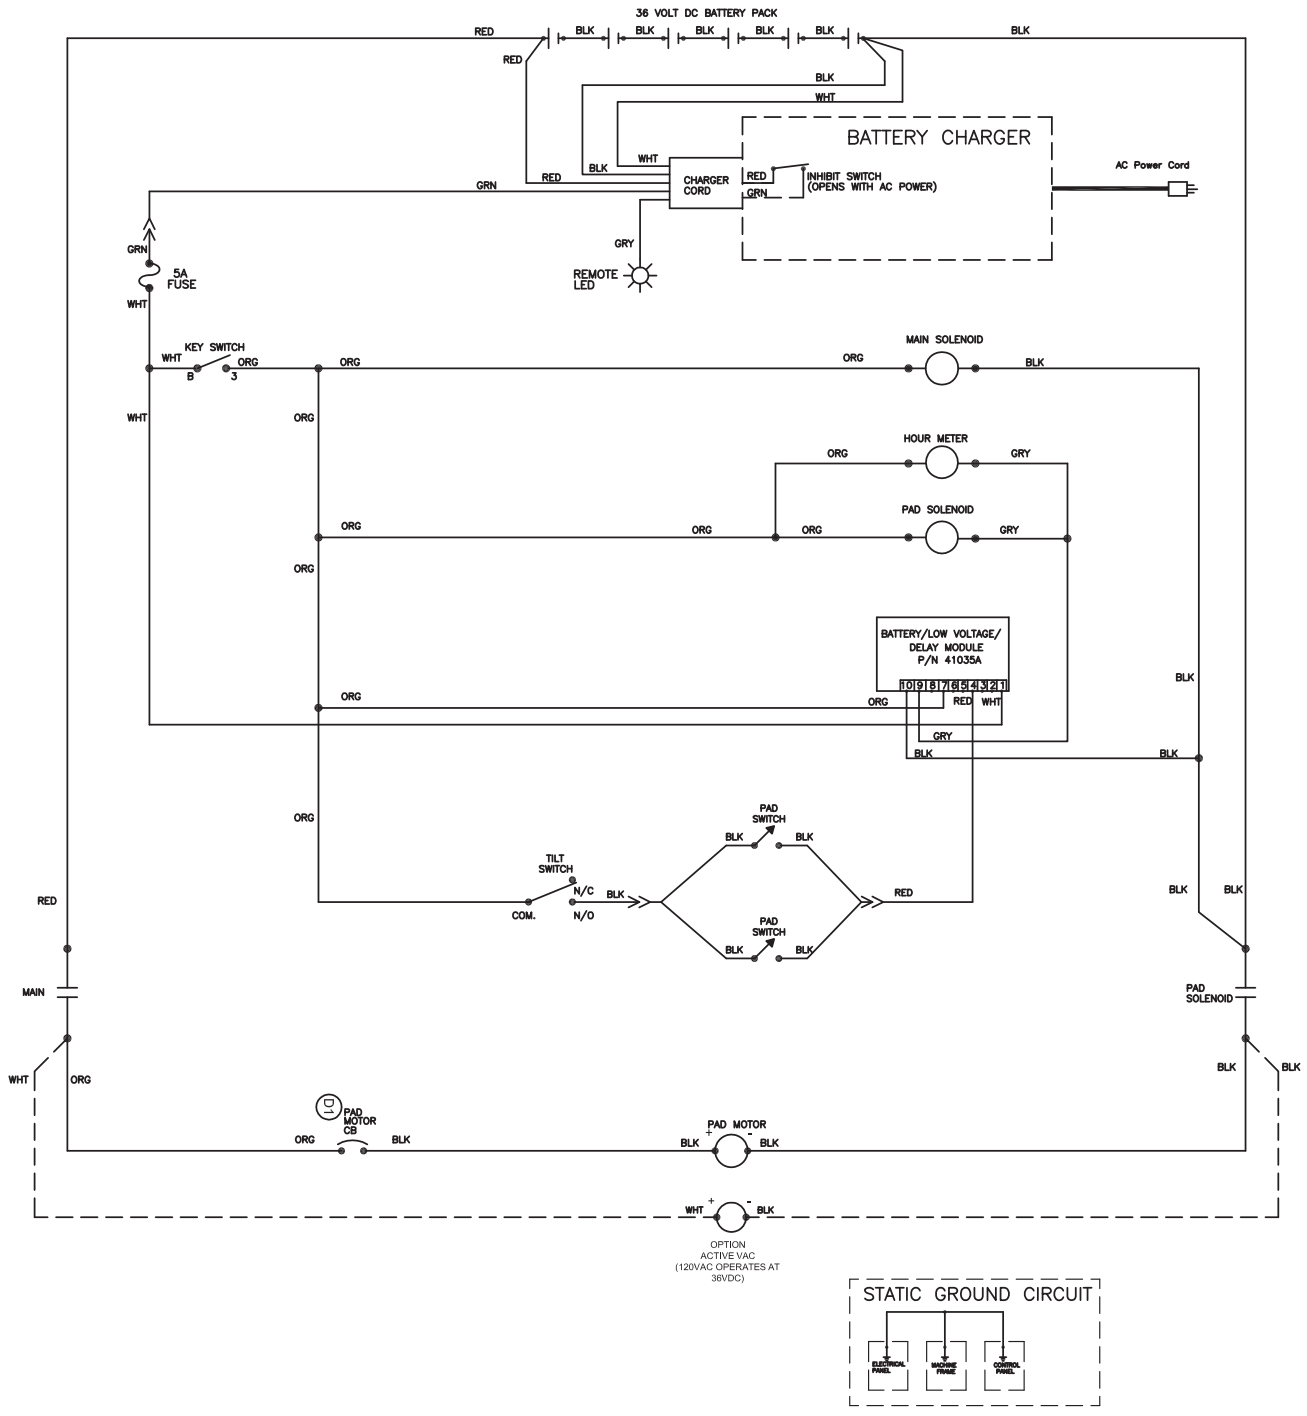 36 VOLT DC BATTERY PACK
RED
BLK
BLK
BLK
BLK
BLK
BLK
RED
BLK
WHT
BATTERY CHARGER
AC Power Cord
WHT
BLK
RED
GRN
CHARGER
CORD
RED
GRN
INHIBIT SWITCH
(OPENS WITH AC POWER)
GRY
REMOTE
LED
GRN
5A
FUSE
WHT
KEY SWITCH
WHT
ORG
B
3
ORG
ORG
MAIN SOLENOID
BLK
WHT
ORG
HOUR METER
ORG
GRY
PAD SOLENOID
ORG
ORG
ORG
GRY
ORG
BATTERY/LOW VOLTAGE/
DELAY MODULE
P/N 41035A
10 9 8 7 6 5 4 3 2 1
BLK
ORG
ORG
RED
WHT
GRY
BLK
BLK
ORG
PAD
SWITCH
BLK
BLK
TILT
SWITCH
N/C
COM.
N/O
BLK
RED
PAD
SWITCH
BLK
BLK
RED
BLK
BLK
MAIN
PAD
SOLENOID
WHT
ORG
BLK
BLK
D1
PAD
MOTOR
CB
ORG
BLK
PAD MOTOR
+
-
BLK
BLK
+
-
WHT
BLK
OPTION
ACTIVE VAC
(120VAC OPERATES AT
36VDC)
STATIC GROUND CIRCUIT
ELECTRICAL
PANEL
MACHINE
FRAME
CONTROL
PANEL